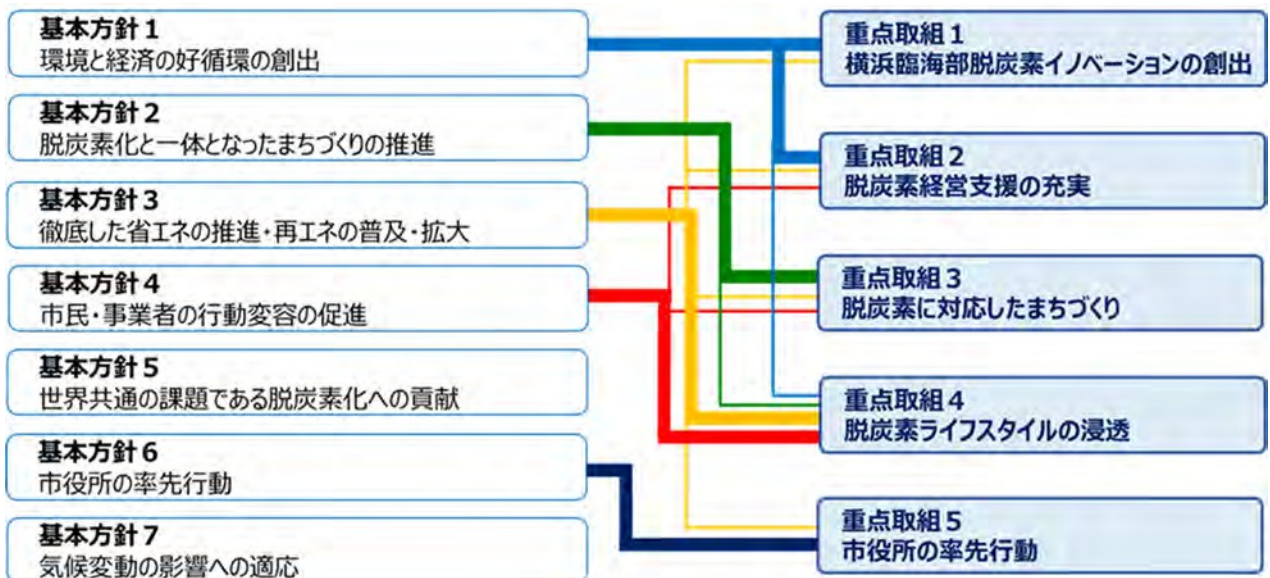 基本方針１
環境と経済の好循環の創出
基本方針２
脱炭素化と一体となったまちづくりの推進
基本方針３
徹底した省エネの推進・再エネの普及・拡大
基本方針４
市民・事業者の行動変容の促進
基本方針５
世界共通の課題である脱炭素化への貢献
基本方針６
市役所の率先行動
基本方針７
気候変動の影響への適応
重点取組１
横浜臨海部脱炭素イノベーションの創出
重点取組２
脱炭素経営支援の充実
重点取組３
脱炭素に対応したまちづくり
重点取組４
脱炭素ライフスタイルの浸透
重点取組５
市役所の率先行動